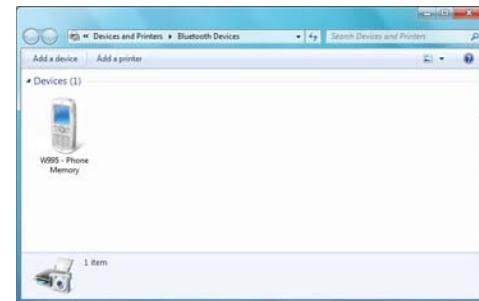 « Devices and Printers ▸ Bluetooth Devices
Search Devices and Printers
Add a device Add a printer
Devices (1)
W995 - Phone
Memory
1 item